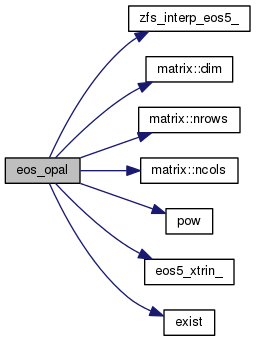 zfs_interp_eos5_
matrix::dim
matrix::nrows
eos_opal
matrix::ncols
pow
eos5_xtrin_
exist